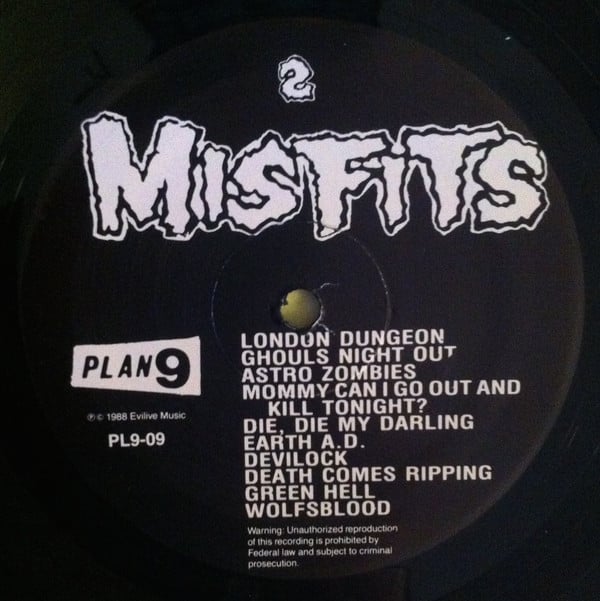 2
MISFiTS
PLAN 9
℗© 1988 Evilive Music
PL9-09
LONDON DUNGEON
GHOULS NIGHT OUT
ASTRO ZOMBIES
MOMMY CAN I GO OUT AND
KILL TONIGHT?
DIE, DIE MY DARLING
EARTH A.D.
DEVILOCK
DEATH COMES RIPPING
GREEN HELL
WOLFSBLOOD
Warning: Unauthorized reproduction
of this recording is prohibited by
Federal law and subject to criminal
prosecution.